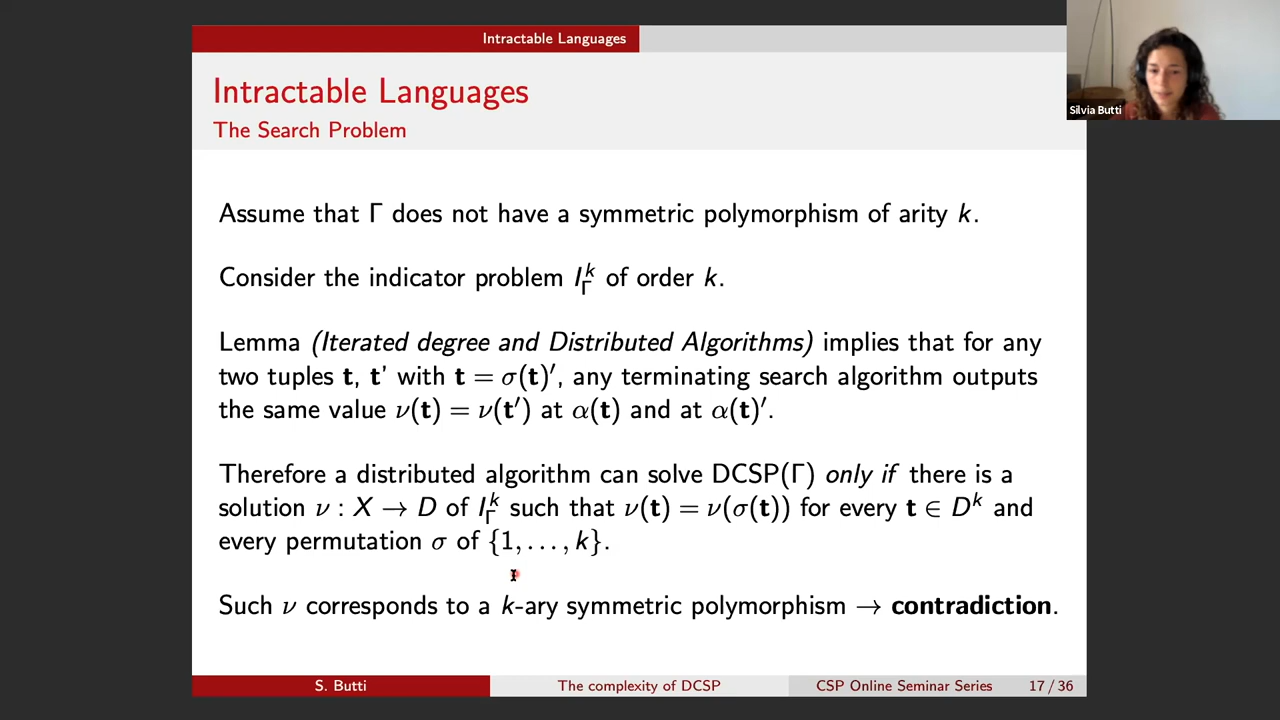 Intractable Languages
Silvia Butti
Intractable Languages
The Search Problem
Assume that Γ does not have a symmetric polymorphism of arity k.
Consider the indicator problem I_Γ^k of order k.
Lemma (Iterated degree and Distributed Algorithms) implies that for any
two tuples t, t' with t = σ(t)′, any terminating search algorithm outputs
the same value ν(t) = ν(t′) at α(t) and at α(t)′.
Therefore a distributed algorithm can solve DCSP(Γ) only if there is a
solution ν : X → D of I_Γ^k such that ν(t) = ν(σ(t)) for every t ∈ D^k and
every permutation σ of {1, . . . , k}.
Such ν corresponds to a k-ary symmetric polymorphism → contradiction.
S. Butti
The complexity of DCSP
CSP Online Seminar Series 17 / 36